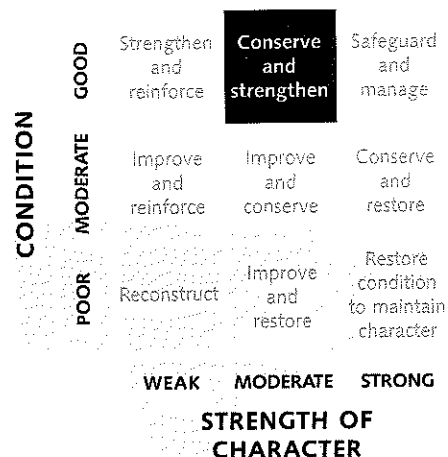 CONDITION
GOOD
Strengthen
and
reinforce
Conserve
and
strengthen
Safeguard
and
manage
MODERATE
Improve
and
reinforce
Improve
and
conserve
Conserve
and
restore
POOR
Reconstruct
Improve
and
restore
Restore
condition
to maintain
character
WEAK MODERATE STRONG
STRENGTH OF
CHARACTER